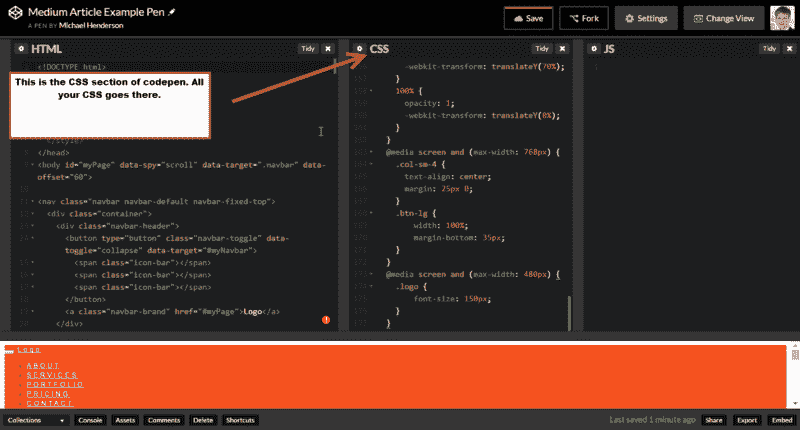 Medium Article Example Pen
A PEN BY Michael Henderson
Save
Fork
Settings
Change View
HTML
Tidy
<!DOCTYPE html>
This is the CSS section of codepen. All
your CSS goes there.
</style>
</head>
<body id="myPage" data-spy="scroll" data-target=".navbar" data-
offset="60">
<nav class="navbar navbar-default navbar-fixed-top">
<div class="container">
<div class="navbar-header">
<button type="button" class="navbar-toggle" data-
toggle="collapse" data-target="#myNavbar">
<span class="icon-bar"></span>
<span class="icon-bar"></span>
<span class="icon-bar"></span>
</button>
<a class="navbar-brand" href="#myPage">Logo</a>
</div>
CSS
Tidy
-webkit-transform: translateY(70%);
}
100% {
opacity: 1;
-webkit-transform: translateY(0%);
}
}
@media screen and (max-width: 768px) {
.col-sm-4 {
text-align: center;
margin: 25px 0;
}
.btn-lg {
width: 100%;
margin-bottom: 35px;
}
}
@media screen and (max-width: 480px) {
.logo {
font-size: 150px;
}
}
JS
Tidy
Logo
ABOUT
SERVICES
PORTFOLIO
PRICING
CONTACT
Collections
Console
Assets
Comments
Delete
Shortcuts
Last saved 1 minute ago
Share
Export
Embed